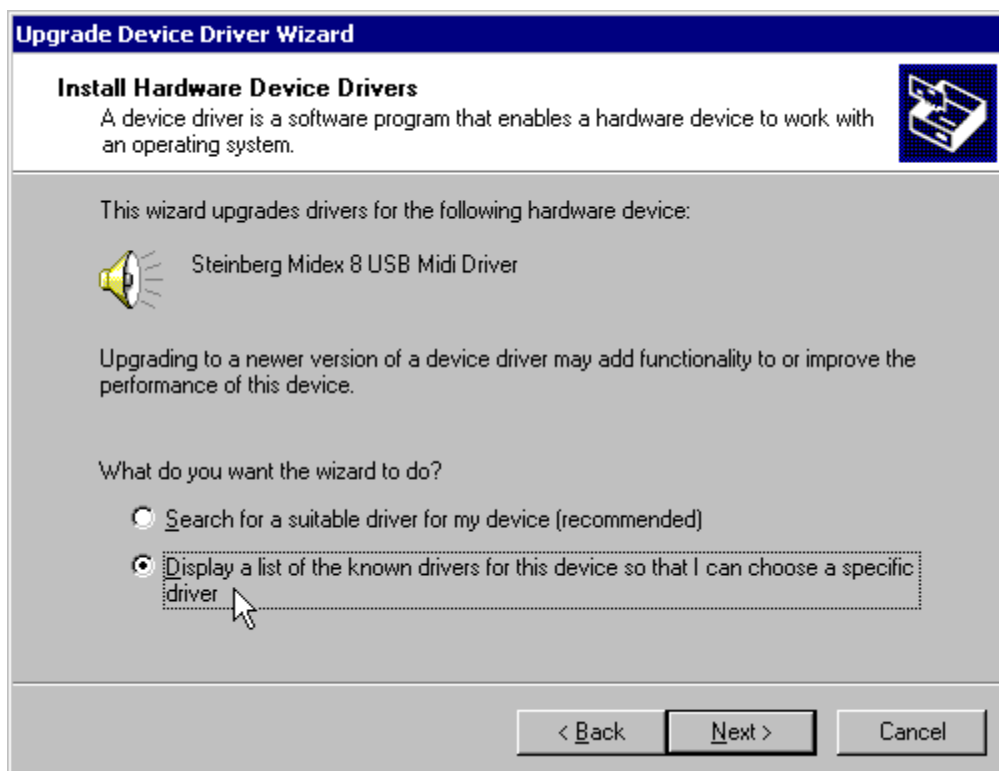 Upgrade Device Driver Wizard
Install Hardware Device Drivers
A device driver is a software program that enables a hardware device to work with
an operating system.
This wizard upgrades drivers for the following hardware device:
Steinberg Midex 8 USB Midi Driver
Upgrading to a newer version of a device driver may add functionality to or improve the
performance of this device.
What do you want the wizard to do?
Search for a suitable driver for my device (recommended)
Display a list of the known drivers for this device so that I can choose a specific
driver
< Back
Next >
Cancel